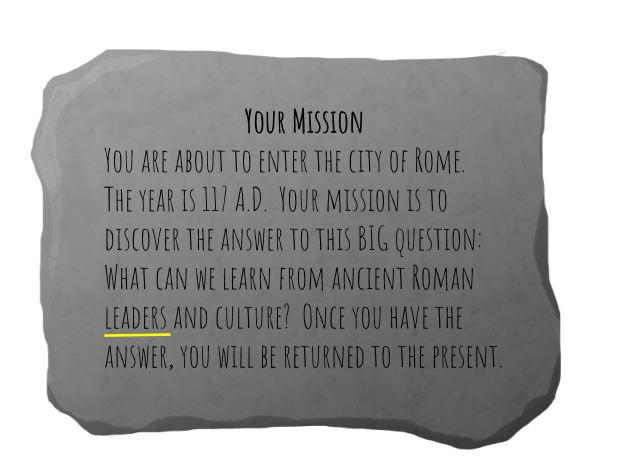 Your Mission
You are about to enter the city of Rome.
The year is 117 A.D. Your mission is to
discover the answer to this BIG question:
What can we learn from ancient Roman
leaders and culture? Once you have the
answer, you will be returned to the present.